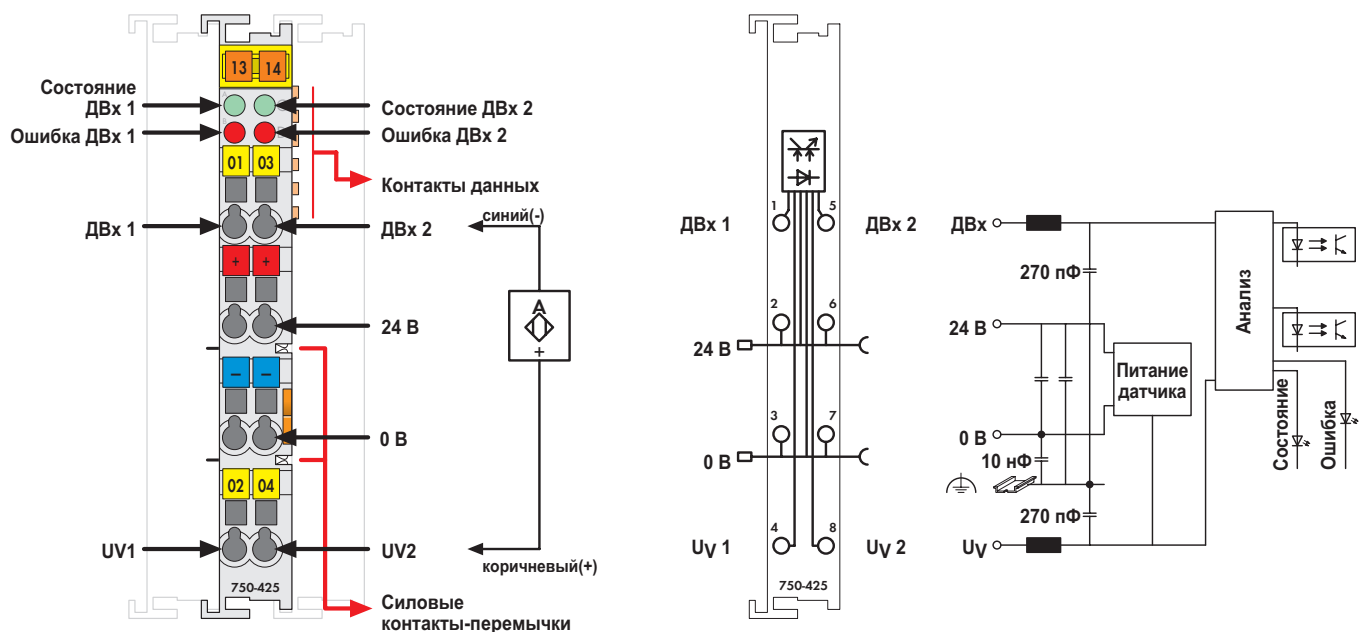 13 14
Состояние
ДВх 1
Состояние ДВх 2
Ошибка ДВх 1
Ошибка ДВх 2
01 03
Контакты данных
ДВх 1
ДВх 2
синий(-)
+ +
24 В
A
+
− −
0 В
02 04
UV1
UV2
коричневый(+)
750-425
Силовые
контакты-перемычки
1 5
ДВх 1
ДВх 2
2 6
24 В
3 7
0 В
4 8
UV 1
UV 2
750-425
ДВх
270 пФ
24 В
Питание
датчика
0 В
10 нФ
270 пФ
UV
Анализ
Состояние
Ошибка